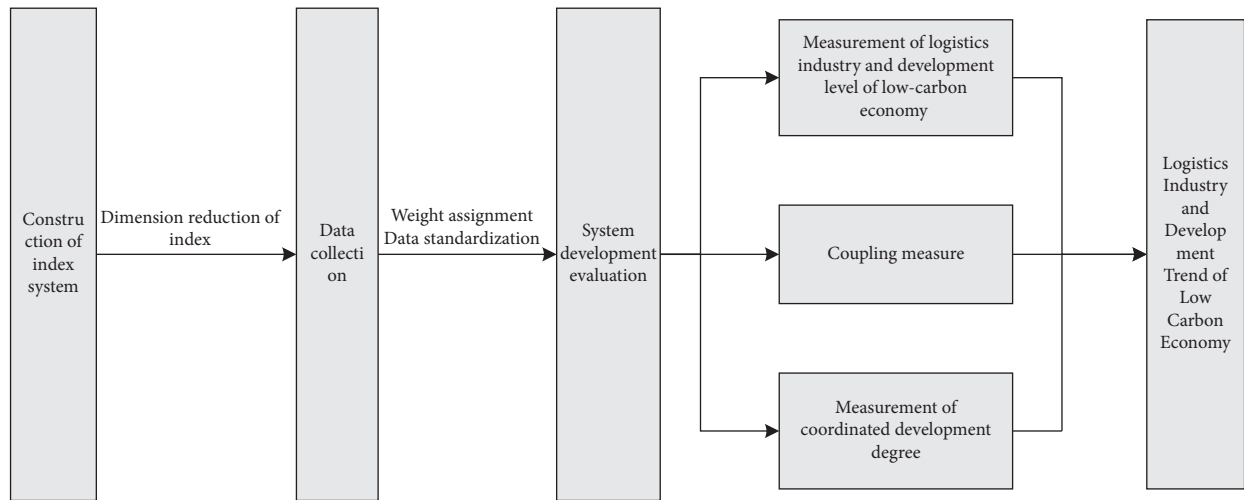 Constru
ction of
index
system
Dimension reduction of
index
Data
collecti
on
Weight assignment
Data standardization
System
development
evaluation
Measurement of logistics
industry and development
level of low-carbon
economy
Coupling measure
Measurement of
coordinated development
degree
Logistics
Industry
and
Develop
ment
Trend of
Low
Carbon
Economy